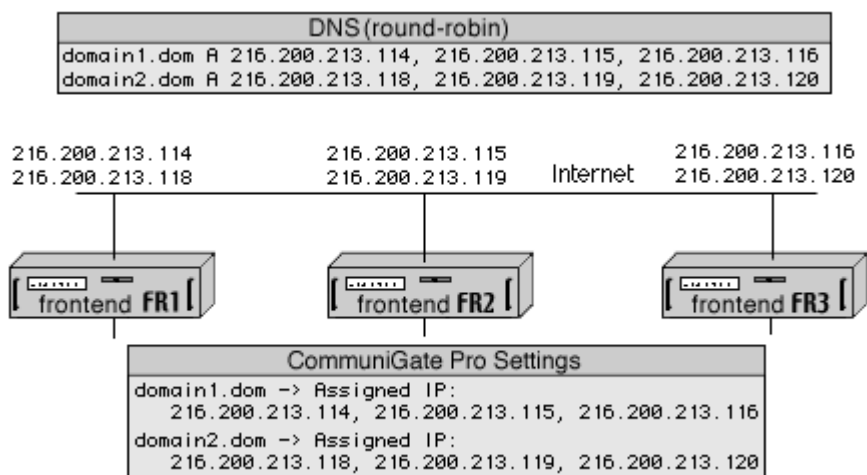 DNS (round-robin)
domain1.dom A 216.200.213.114, 216.200.213.115, 216.200.213.116
domain2.dom A 216.200.213.118, 216.200.213.119, 216.200.213.120
216.200.213.114
216.200.213.118
216.200.213.115
216.200.213.119
Internet
216.200.213.116
216.200.213.120
frontend FR1
frontend FR2
frontend FR3
CommuniGate Pro Settings
domain1.dom -> Assigned IP:
216.200.213.114, 216.200.213.115, 216.200.213.116
domain2.dom -> Assigned IP:
216.200.213.118, 216.200.213.119, 216.200.213.120